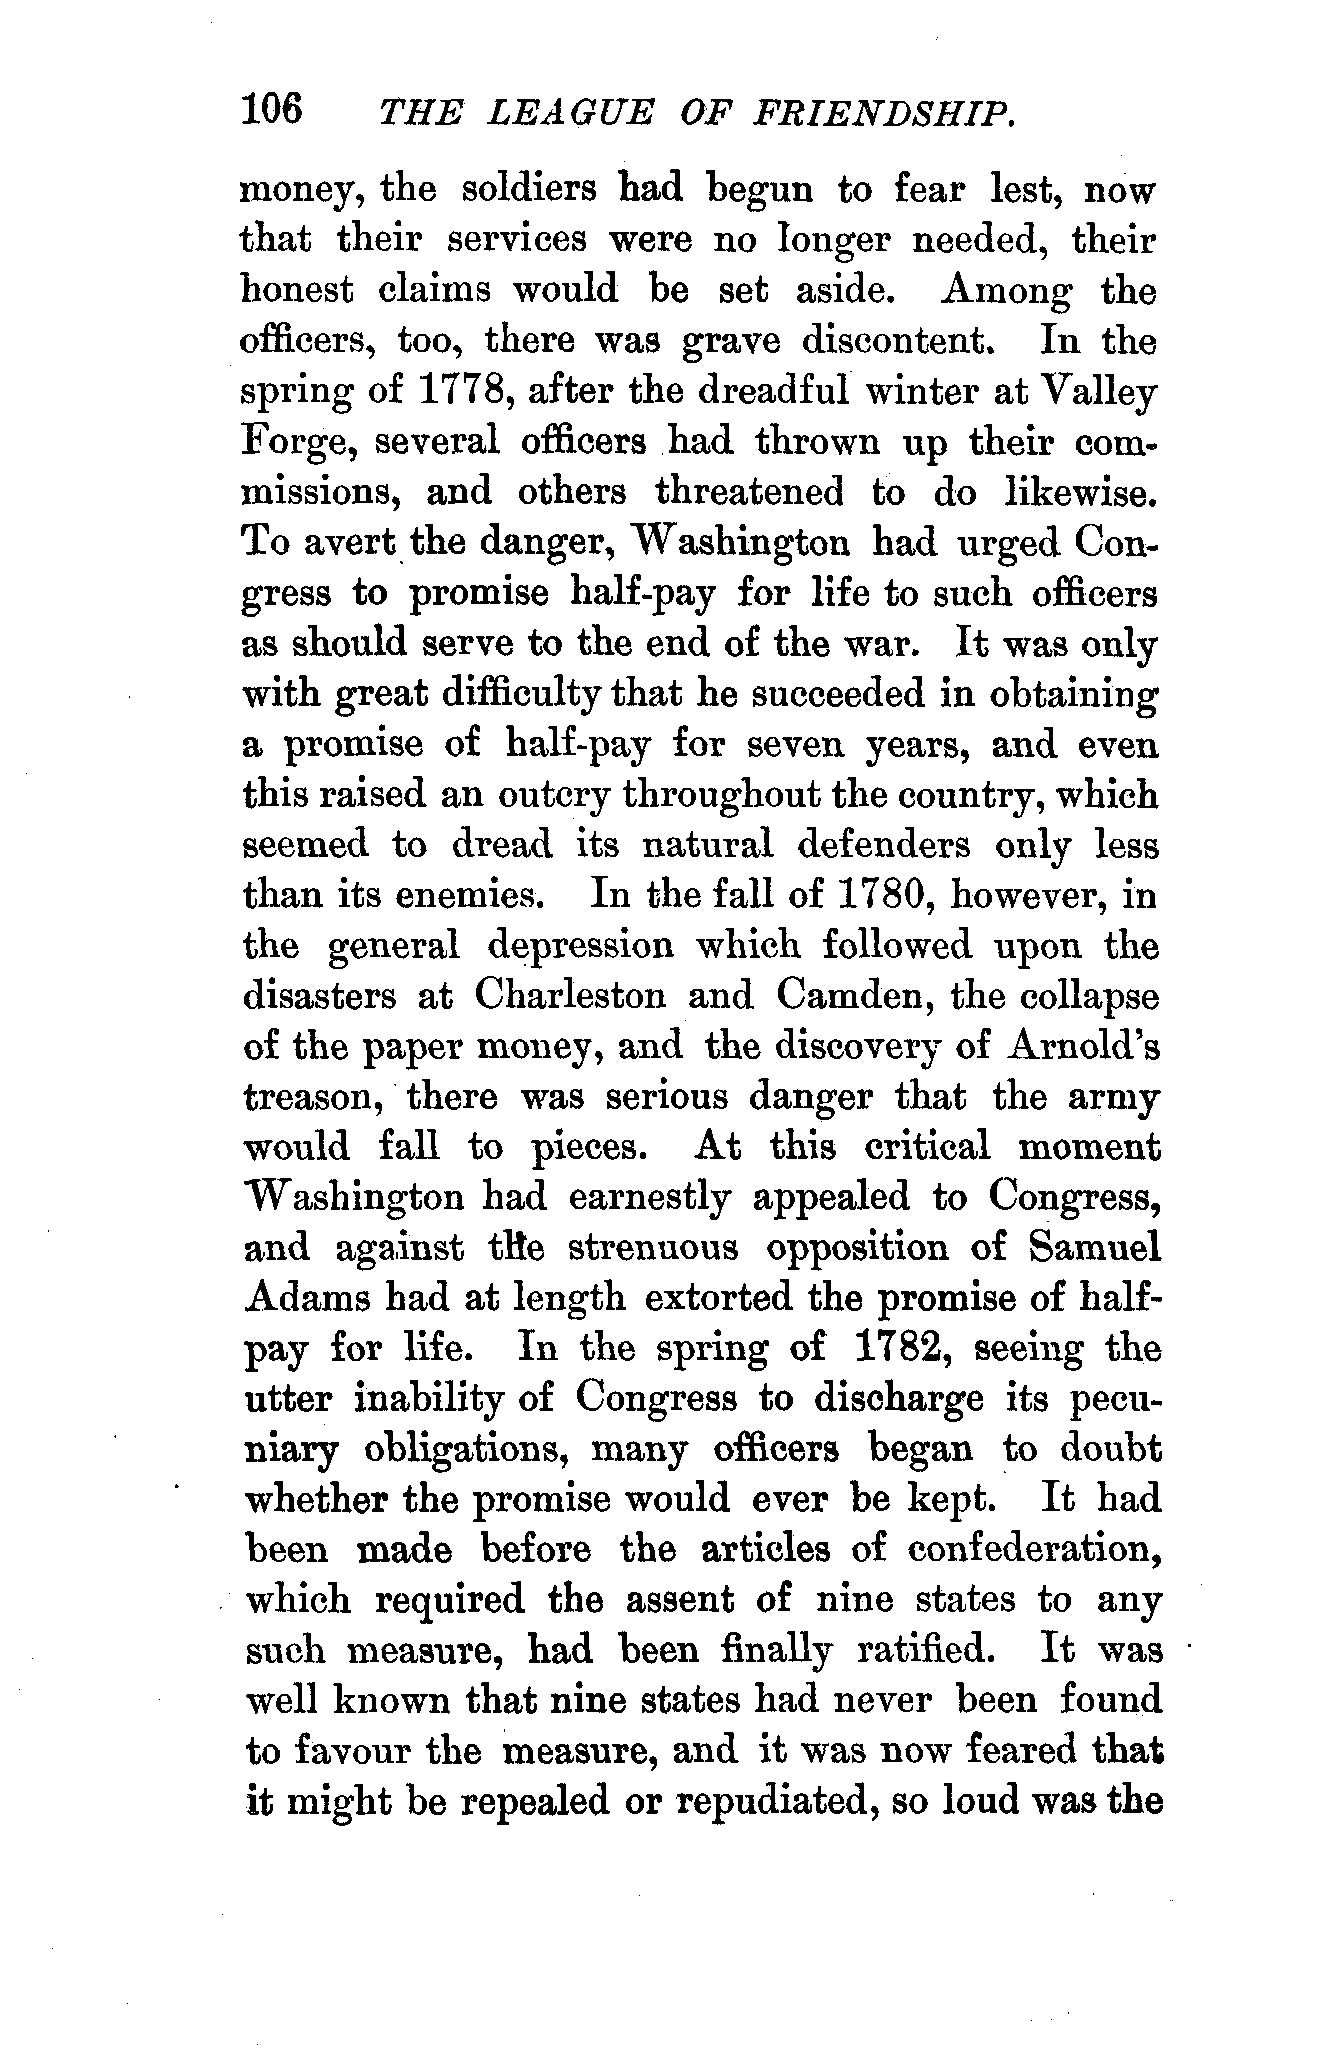 106 THE LEAGUE OF FRIENDSHIP.
money, the soldiers had begun to fear lest, now
that their services were no longer needed, their
honest claims would be set aside. Among the
officers, too, there was grave discontent. In the
spring of 1778, after the dreadful winter at Valley
Forge, several officers had thrown up their com-
missions, and others threatened to do likewise.
To avert the danger, Washington had urged Con-
gress to promise half-pay for life to such officers
as should serve to the end of the war. It was only
with great difficulty that he succeeded in obtaining
a promise of half-pay for seven years, and even
this raised an outcry throughout the country, which
seemed to dread its natural defenders only less
than its enemies. In the fall of 1780, however, in
the general depression which followed upon the
disasters at Charleston and Camden, the collapse
of the paper money, and the discovery of Arnold's
treason, there was serious danger that the army
would fall to pieces. At this critical moment
Washington had earnestly appealed to Congress,
and against the strenuous opposition of Samuel
Adams had at length extorted the promise of half-
pay for life. In the spring of 1782, seeing the
utter inability of Congress to discharge its pecu-
niary obligations, many officers began to doubt
whether the promise would ever be kept. It had
been made before the articles of confederation,
which required the assent of nine states to any
such measure, had been finally ratified. It was
well known that nine states had never been found
to favour the measure, and it was now feared that
it might be repealed or repudiated, so loud was the